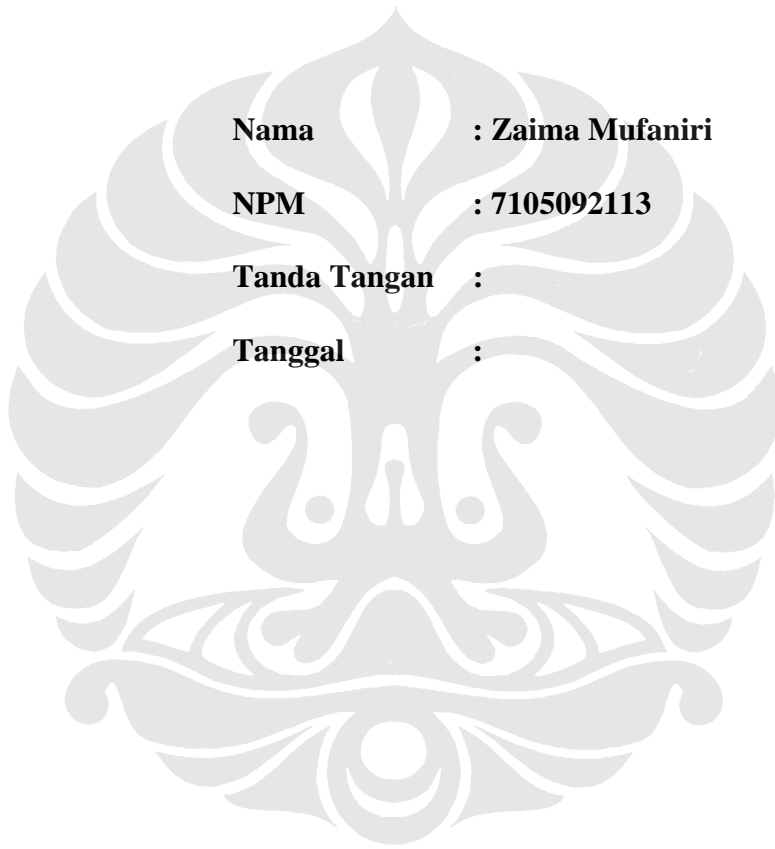 Nama : Zaima Mufaniri
NPM : 7105092113
Tanda Tangan :
Tanggal :